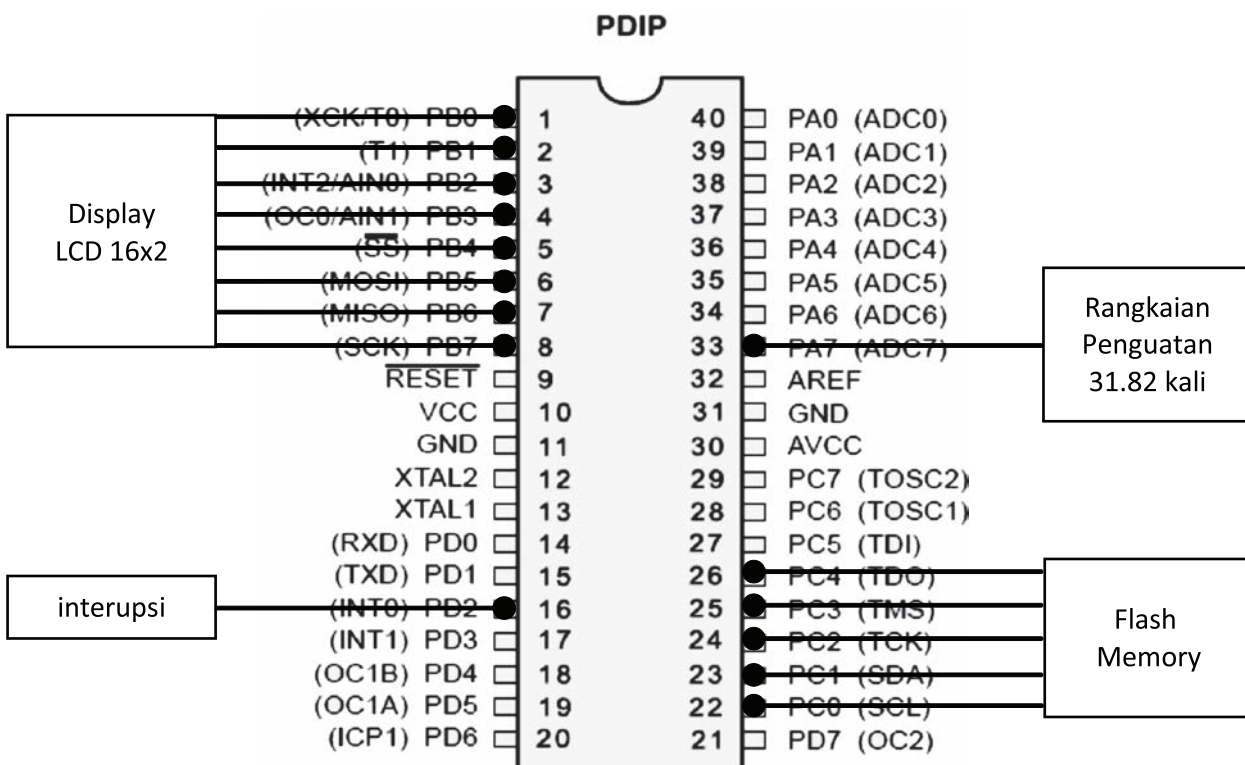 PDIP
Display
LCD 16x2
interupsi
(XCK/T0) PB0 1
(T1) PB1 2
(INT2/AIN0) PB2 3
(OC0/AIN1) PB3 4
(SS) PB4 5
(MOSI) PB5 6
(MISO) PB6 7
(SCK) PB7 8
RESET 9
VCC 10
GND 11
XTAL2 12
XTAL1 13
(RXD) PD0 14
(TXD) PD1 15
(INT0) PD2 16
(INT1) PD3 17
(OC1B) PD4 18
(OC1A) PD5 19
(ICP1) PD6 20
40 PA0 (ADC0)
39 PA1 (ADC1)
38 PA2 (ADC2)
37 PA3 (ADC3)
36 PA4 (ADC4)
35 PA5 (ADC5)
34 PA6 (ADC6)
33 PA7 (ADC7)
32 AREF
31 GND
30 AVCC
29 PC7 (TOSC2)
28 PC6 (TOSC1)
27 PC5 (TDI)
26 PC4 (TDO)
25 PC3 (TMS)
24 PC2 (TCK)
23 PC1 (SDA)
22 PC0 (SCL)
21 PD7 (OC2)
Rangkaian
Penguatan
31.82 kali
Flash
Memory